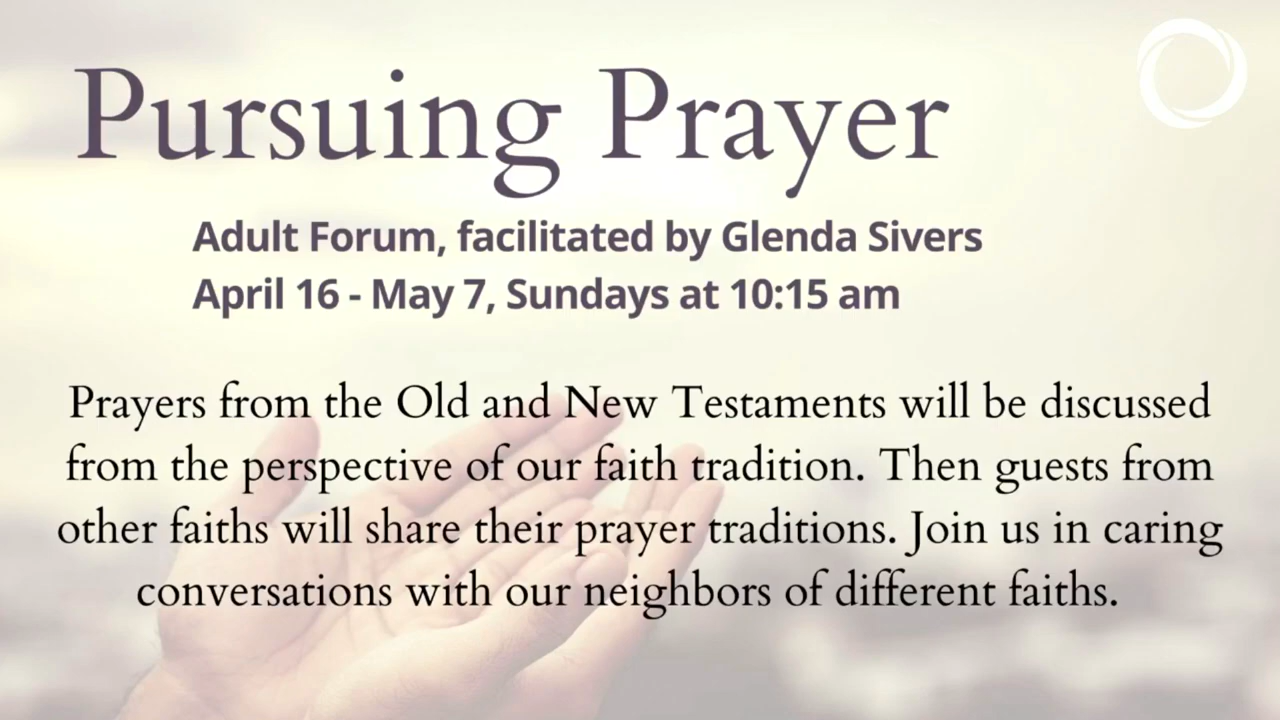 Pursuing Prayer
Adult Forum, facilitated by Glenda Sivers
April 16 - May 7, Sundays at 10:15 am
Prayers from the Old and New Testaments will be discussed
from the perspective of our faith tradition. Then guests from
other faiths will share their prayer traditions. Join us in caring
conversations with our neighbors of different faiths.